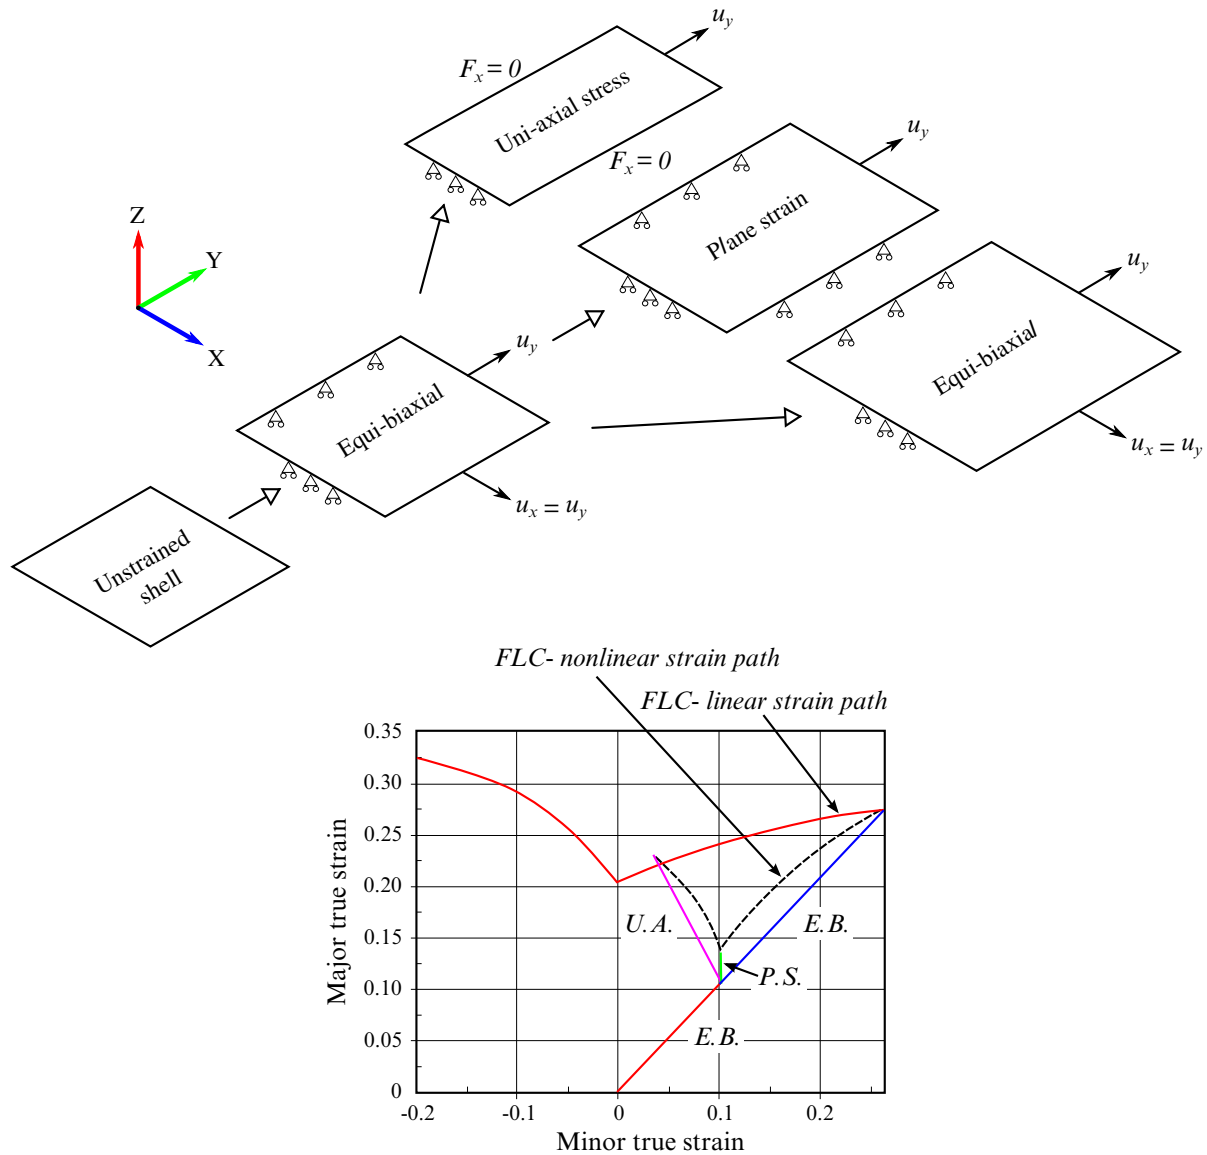 u_y
F_x = 0
Uni-axial stress
F_x = 0
u_y
Plane strain
Z
Y
X
u_y
Equi-biaxial
u_x = u_y
u_y
Equi-biaxial
u_x = u_y
Unstrained
shell
FLC- nonlinear strain path
FLC- linear strain path
0.35
0.30
0.25
0.20
0.15
0.10
0.05
0
Major true strain
U.A.
E.B.
P.S.
E.B.
-0.2
-0.1
0
0.1
0.2
Minor true strain